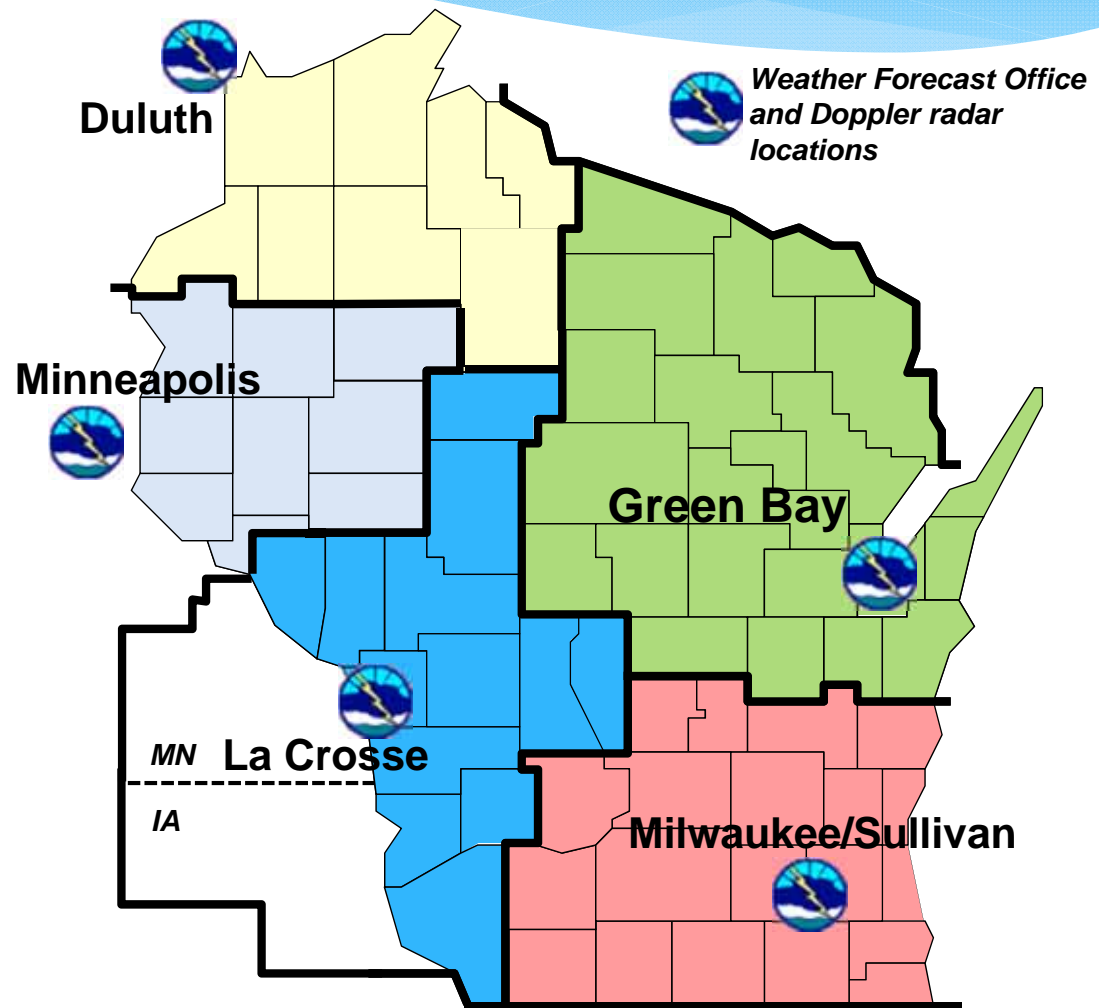 Duluth
Weather Forecast Office
and Doppler radar
locations
Minneapolis
Green Bay
MN
La Crosse
IA
Milwaukee/Sullivan